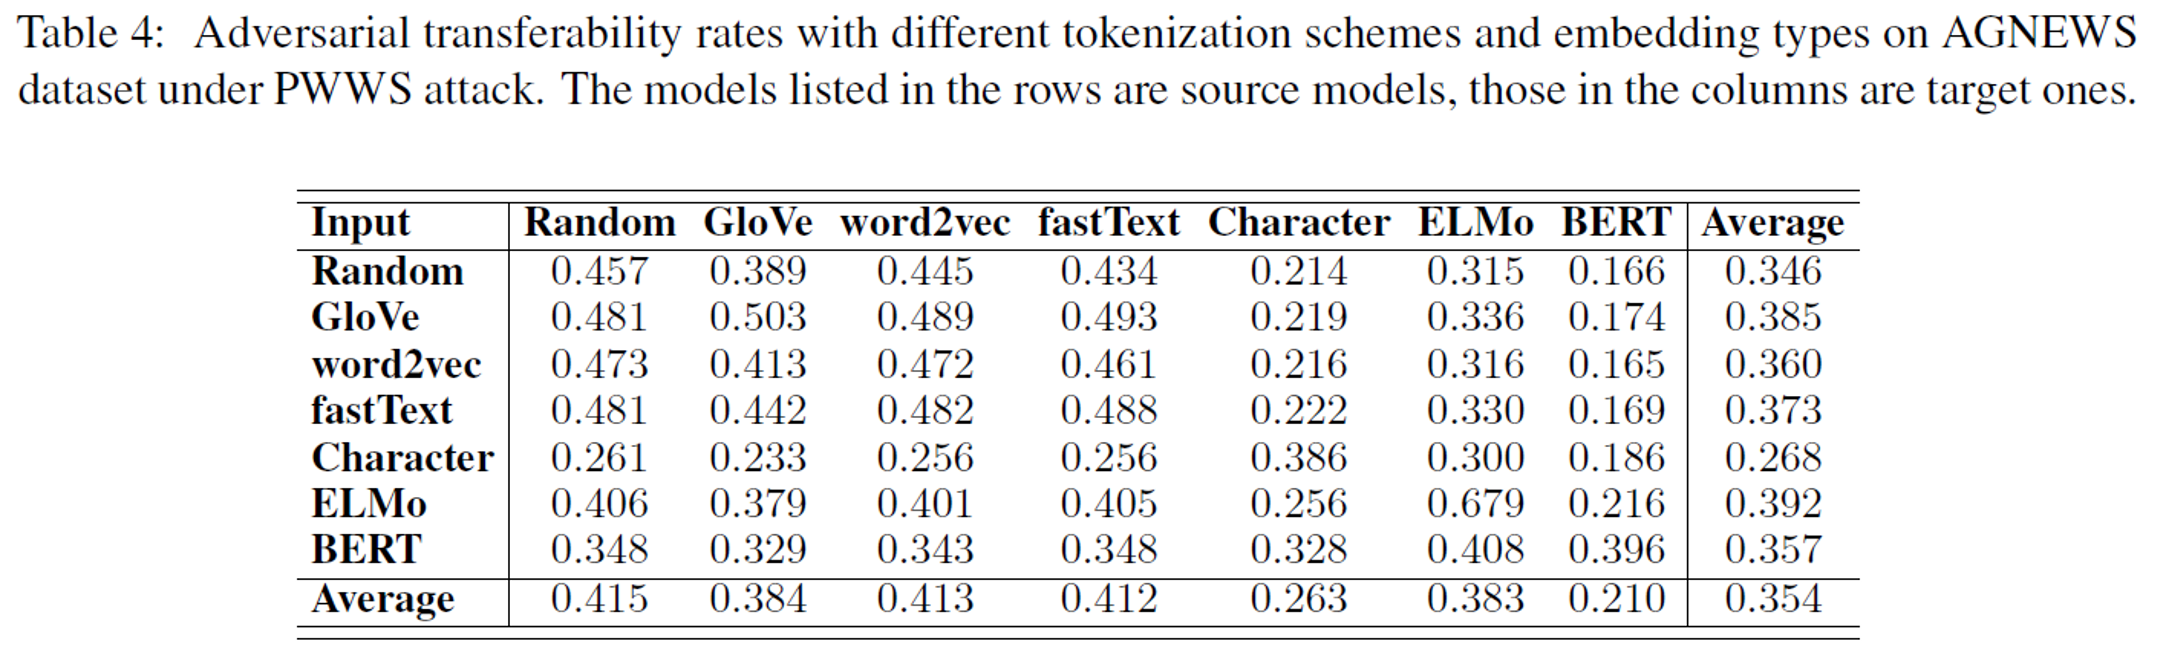 Table 4: Adversarial transferability rates with different tokenization schemes and embedding types on AGNEWS
dataset under PWWS attack. The models listed in the rows are source models, those in the columns are target ones.
Input Random GloVe word2vec fastText Character ELMo BERT Average
Random 0.457 0.389 0.445 0.434 0.214 0.315 0.166 0.346
GloVe 0.481 0.503 0.489 0.493 0.219 0.336 0.174 0.385
word2vec 0.473 0.413 0.472 0.461 0.216 0.316 0.165 0.360
fastText 0.481 0.442 0.482 0.488 0.222 0.330 0.169 0.373
Character 0.261 0.233 0.256 0.256 0.386 0.300 0.186 0.268
ELMo 0.406 0.379 0.401 0.405 0.256 0.679 0.216 0.392
BERT 0.348 0.329 0.343 0.348 0.328 0.408 0.396 0.357
Average 0.415 0.384 0.413 0.412 0.263 0.383 0.210 0.354